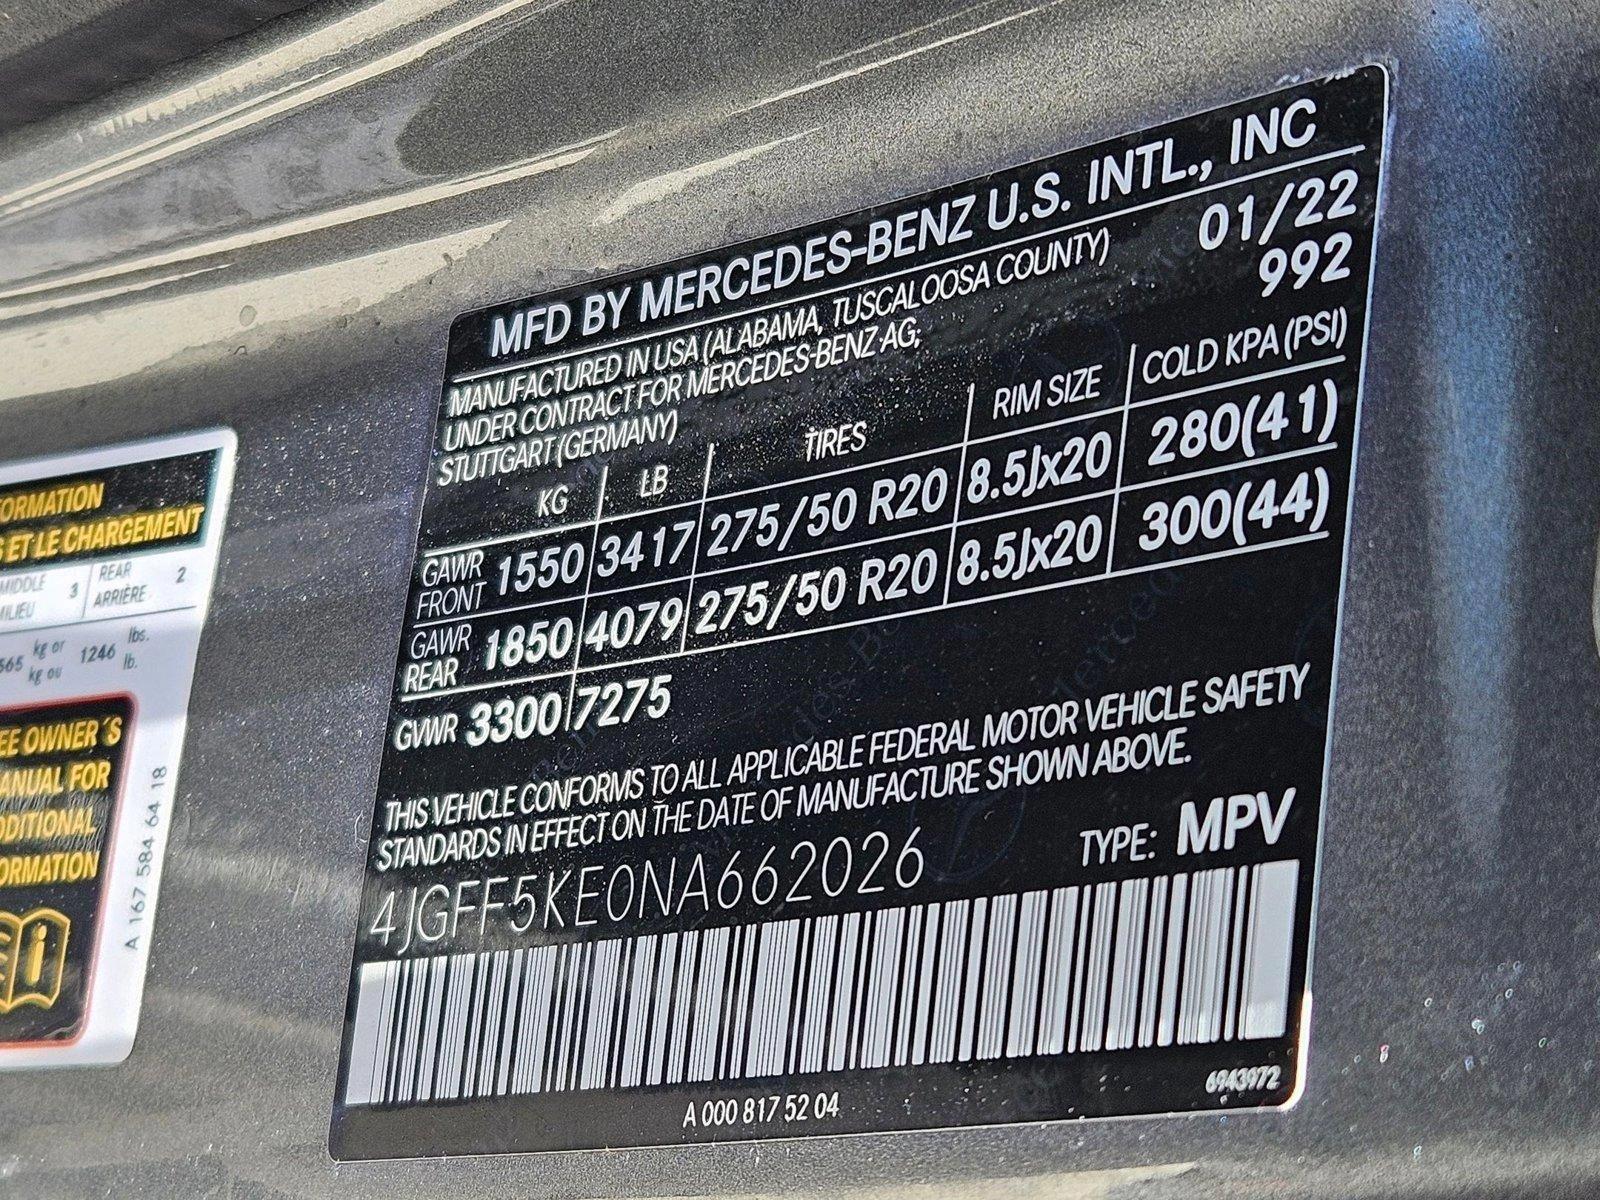 MFD BY MERCEDES-BENZ U.S. INTL., INC
MANUFACTURED IN USA (ALABAMA, TUSCALOOSA COUNTY) 01/22
UNDER CONTRACT FOR MERCEDES-BENZ AG; 992
STUTTGART (GERMANY)
KG LB TIRES RIM SIZE COLD KPA (PSI)
GAWR FRONT 1550 3417 275/50 R20 8.5Jx20 280(41)
GAWR REAR 1850 4079 275/50 R20 8.5Jx20 300(44)
GVWR 3300 7275
THIS VEHICLE CONFORMS TO ALL APPLICABLE FEDERAL MOTOR VEHICLE SAFETY
STANDARDS IN EFFECT ON THE DATE OF MANUFACTURE SHOWN ABOVE.
4JGFF5KE0NA662026 TYPE: MPV
6943972
A 000 817 52 04
ORMATION
S ET LE CHARGEMENT
MIDDLE 3 REAR 2
MILIEU ARRIÈRE
565 kg or 1246 lbs.
kg ou lb.
EE OWNER´S
ANUAL FOR
DDITIONAL
ORMATION
A 167 584 64 18